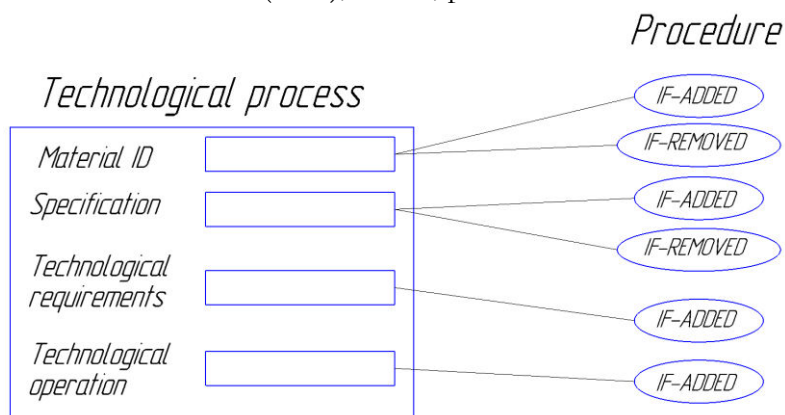 Procedure
Technological process
IF-ADDED
Material ID
IF-REMOVED
Specification
IF-ADDED
IF-REMOVED
Technological
requirements
IF-ADDED
Technological
operation
IF-ADDED